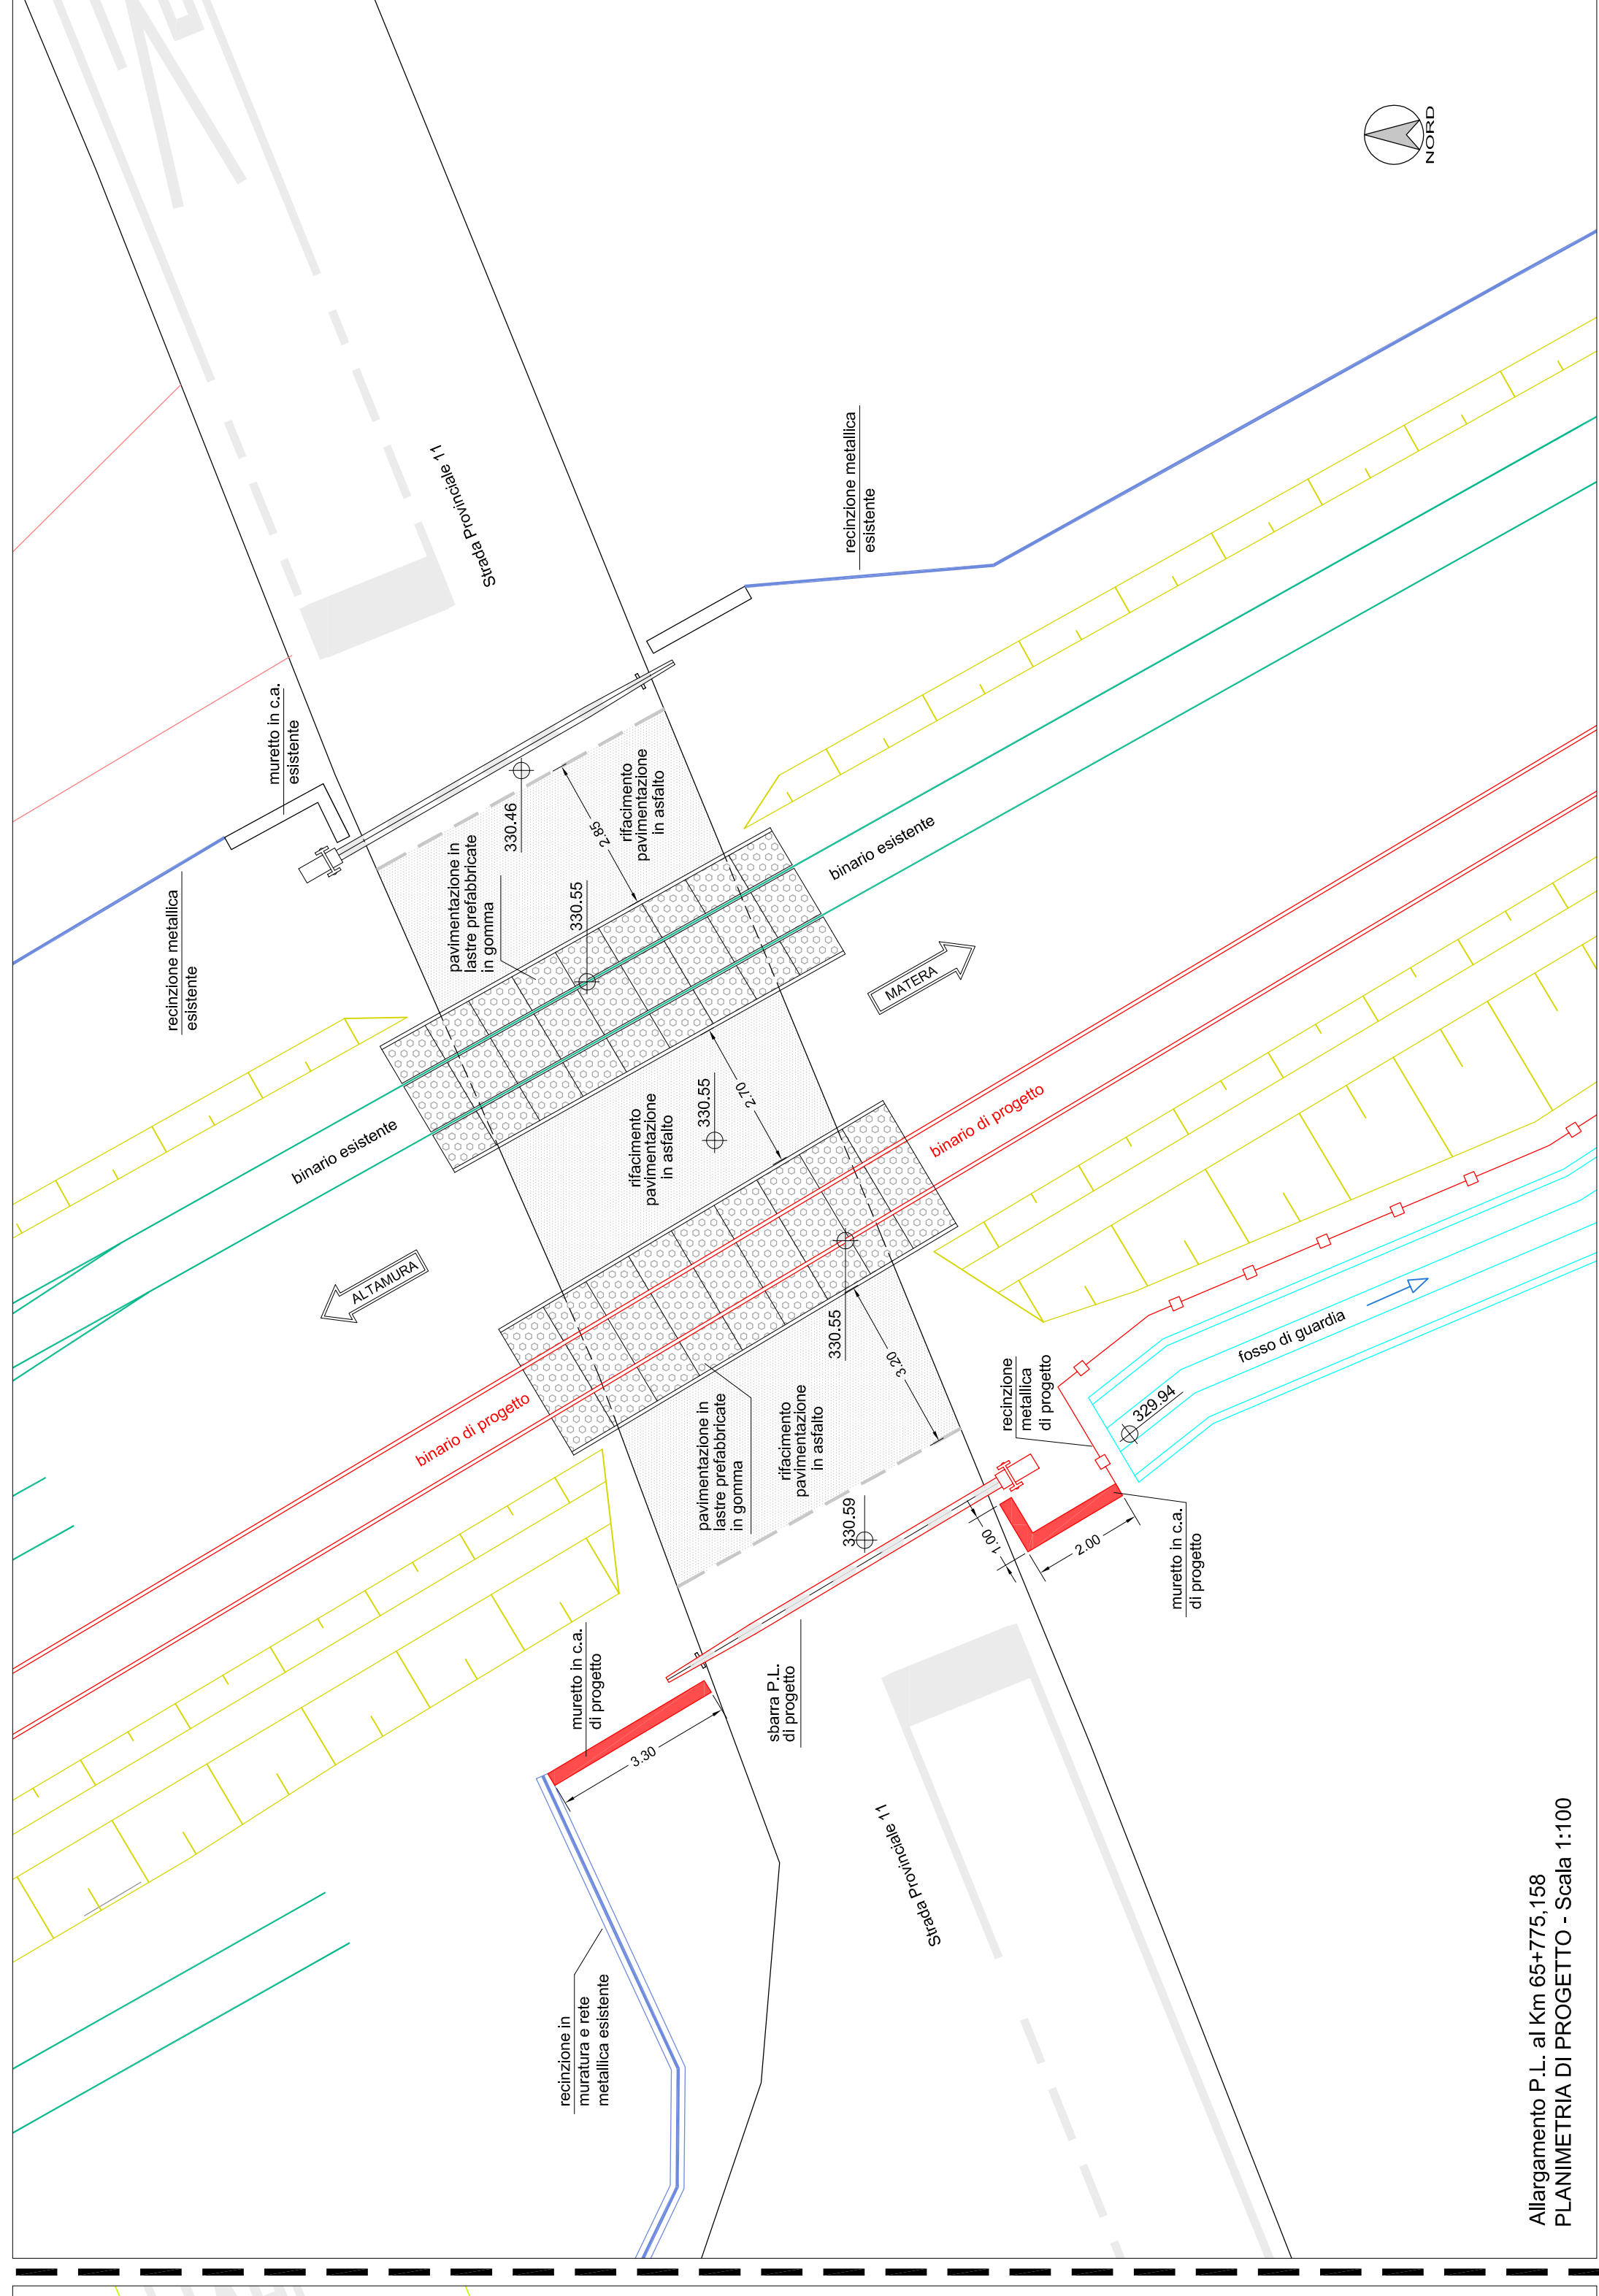 NORD
Strada Provinciale 11
recinzione metallica
esistente
muretto in c.a.
esistente
recinzione metallica
esistente
330.46
2.85
rifacimento
pavimentazione
in asfalto
pavimentazione in
lastre prefabbricate
in gomma
330.55
binario esistente
MATERA
binario esistente
330.55
2.70
rifacimento
pavimentazione
in asfalto
binario di progetto
ALTAMURA
330.55
3.20
binario di progetto
pavimentazione in
lastre prefabbricate
in gomma
rifacimento
pavimentazione
in asfalto
recinzione
metallica
di progetto
fosso di guardia
329.94
330.59
1.00
2.00
muretto in c.a.
di progetto
muretto in c.a.
di progetto
3.30
sbarra P.L.
di progetto
Strada Provinciale 11
recinzione in
muratura e rete
metallica esistente
Allargamento P.L. al Km 65+775,158
PLANIMETRIA DI PROGETTO - Scala 1:100